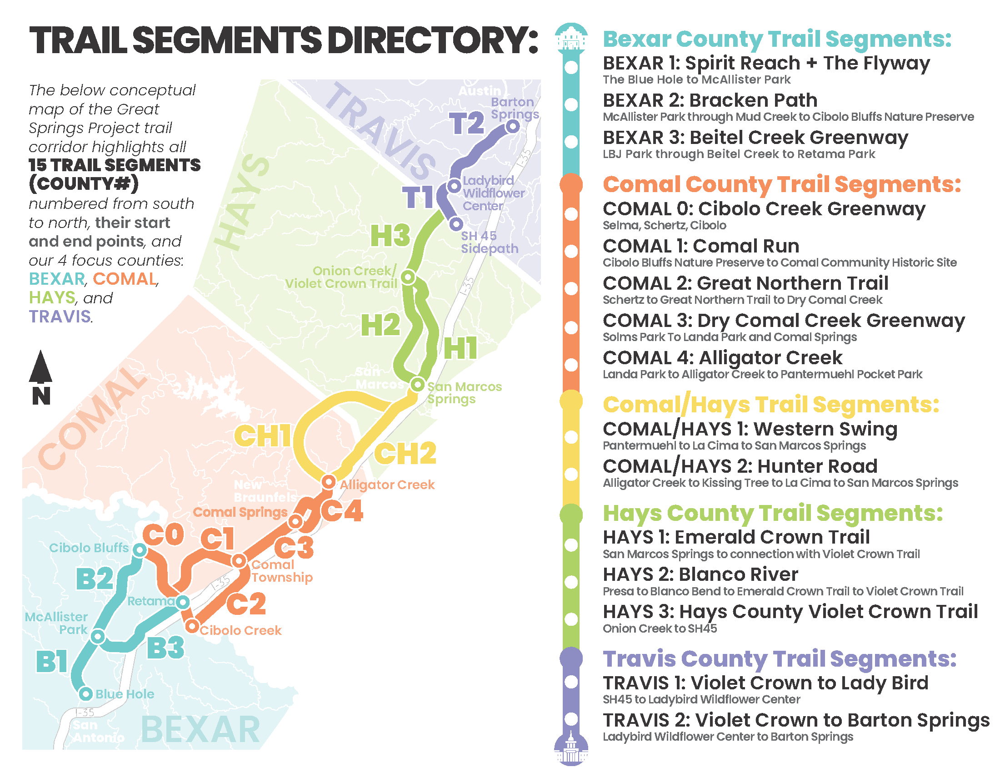 TRAIL SEGMENTS DIRECTORY:
The below conceptual
map of the Great
Springs Project trail
corridor highlights all
15 TRAIL SEGMENTS
(COUNTY#)
numbered from south
to north, their start
and end points, and
our 4 focus counties:
BEXAR, COMAL,
HAYS, and
TRAVIS.
N
TRAVIS
Austin
Barton
Springs
T2
I-35
HAYS
Ladybird
Wildflower
Center
T1
H3
SH 45
Sidepath
Onion Creek/
Violet Crown Trail
I-35
H2
H1
San
Marcos
San Marcos
Springs
COMAL
CH1
CH2
New
Braunfels
Alligator Creek
Comal Springs
C4
C0
C1
C3
Cibolo Bluffs
Comal
Township
B2
I-35
Retama
C2
McAllister
Park
Cibolo Creek
B3
B1
Blue Hole
I-35
San
Antonio
BEXAR
Bexar County Trail Segments:
BEXAR 1: Spirit Reach + The Flyway
The Blue Hole to McAllister Park
BEXAR 2: Bracken Path
McAllister Park through Mud Creek to Cibolo Bluffs Nature Preserve
BEXAR 3: Beitel Creek Greenway
LBJ Park through Beitel Creek to Retama Park
Comal County Trail Segments:
COMAL 0: Cibolo Creek Greenway
Selma, Schertz, Cibolo
COMAL 1: Comal Run
Cibolo Bluffs Nature Preserve to Comal Community Historic Site
COMAL 2: Great Northern Trail
Schertz to Great Northern Trail to Dry Comal Creek
COMAL 3: Dry Comal Creek Greenway
Solms Park To Landa Park and Comal Springs
COMAL 4: Alligator Creek
Landa Park to Alligator Creek to Pantermuehl Pocket Park
Comal/Hays Trail Segments:
COMAL/HAYS 1: Western Swing
Pantermuehl to La Cima to San Marcos Springs
COMAL/HAYS 2: Hunter Road
Alligator Creek to Kissing Tree to La Cima to San Marcos Springs
Hays County Trail Segments:
HAYS 1: Emerald Crown Trail
San Marcos Springs to connection with Violet Crown Trail
HAYS 2: Blanco River
Presa to Blanco Bend to Emerald Crown Trail to Violet Crown Trail
HAYS 3: Hays County Violet Crown Trail
Onion Creek to SH45
Travis County Trail Segments:
TRAVIS 1: Violet Crown to Lady Bird
SH45 to Ladybird Wildflower Center
TRAVIS 2: Violet Crown to Barton Springs
Ladybird Wildflower Center to Barton Springs